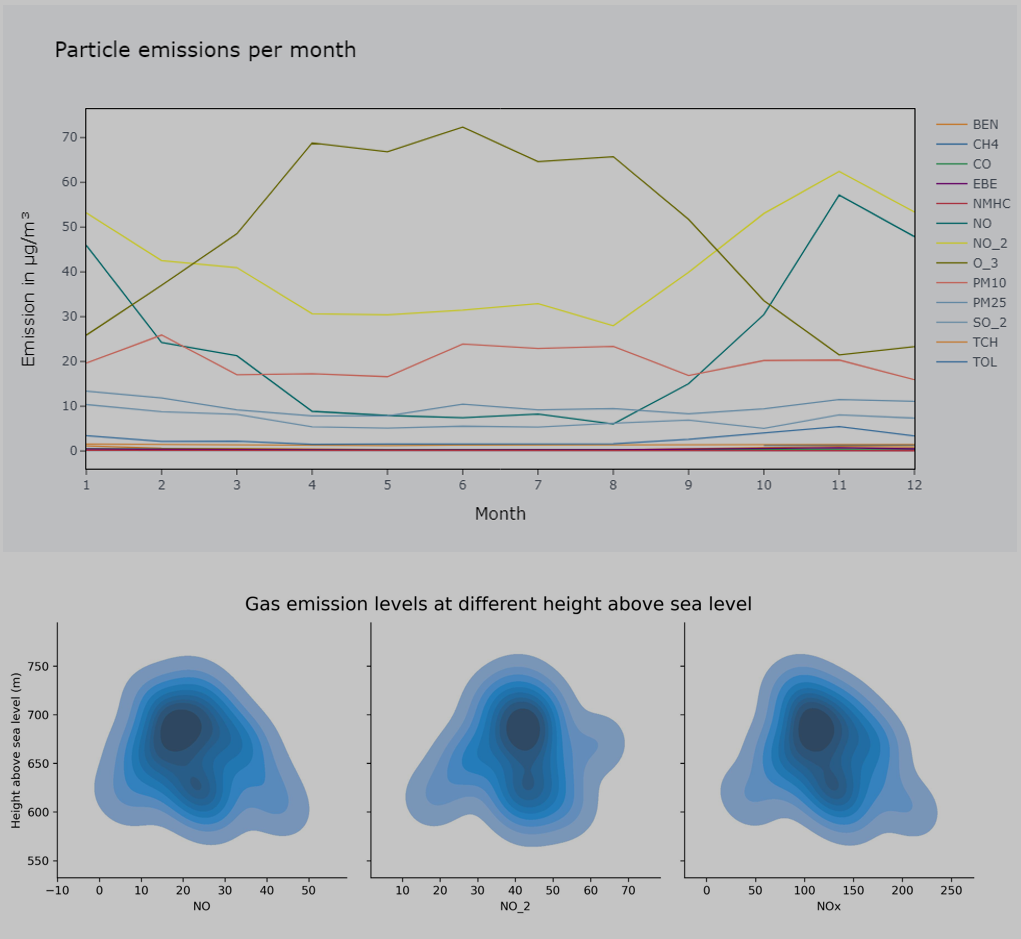 Particle emissions per month
Emission in µg/m³
70
60
50
40
30
20
10
0
1 2 3 4 5 6 7 8 9 10 11 12
Month
BEN
CH4
CO
EBE
NMHC
NO
NO_2
O_3
PM10
PM25
SO_2
TCH
TOL
Gas emission levels at different height above sea level
Height above sea level (m)
750
700
650
600
550
−10 0 10 20 30 40 50
NO
10 20 30 40 50 60 70
NO_2
0 50 100 150 200 250
NOx